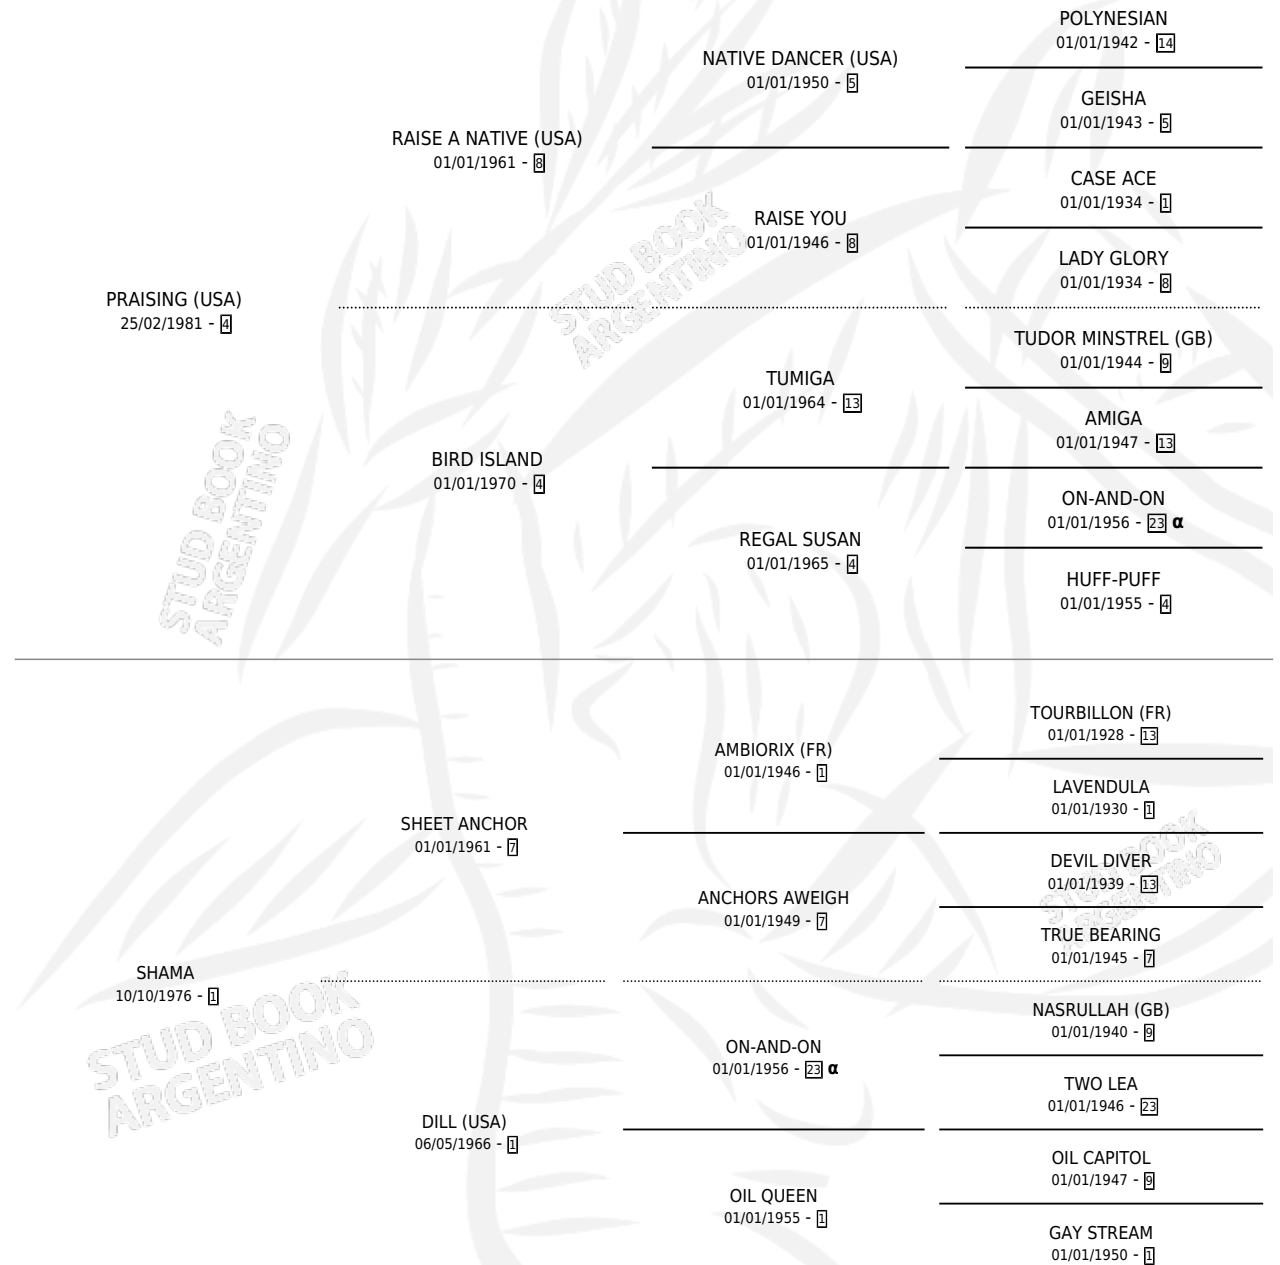 POLYNESIAN
01/01/1942 - 14
NATIVE DANCER (USA)
01/01/1950 - 5
GEISHA
01/01/1943 - 5
RAISE A NATIVE (USA)
01/01/1961 - 8
CASE ACE
01/01/1934 - 1
RAISE YOU
01/01/1946 - 8
LADY GLORY
01/01/1934 - 8
PRAISING (USA)
25/02/1981 - 4
TUDOR MINSTREL (GB)
01/01/1944 - 9
TUMIGA
01/01/1964 - 13
AMIGA
01/01/1947 - 13
BIRD ISLAND
01/01/1970 - 4
ON-AND-ON
01/01/1956 - 23 α
REGAL SUSAN
01/01/1965 - 4
HUFF-PUFF
01/01/1955 - 4
TOURBILLON (FR)
01/01/1928 - 13
AMBIORIX (FR)
01/01/1946 - 1
LAVENDULA
01/01/1930 - 1
SHEET ANCHOR
01/01/1961 - 7
DEVIL DIVER
01/01/1939 - 13
ANCHORS AWEIGH
01/01/1949 - 7
TRUE BEARING
01/01/1945 - 7
SHAMA
10/10/1976 - 1
NASRULLAH (GB)
01/01/1940 - 9
ON-AND-ON
01/01/1956 - 23 α
TWO LEA
01/01/1946 - 23
DILL (USA)
06/05/1966 - 1
OIL CAPITOL
01/01/1947 - 9
OIL QUEEN
01/01/1955 - 1
GAY STREAM
01/01/1950 - 1
STUD BOOK
ARGENTINO
STUD BOOK
ARGENTINO
STUD BOOK
ARGENTINO
STUD BOOK
ARGENTINO